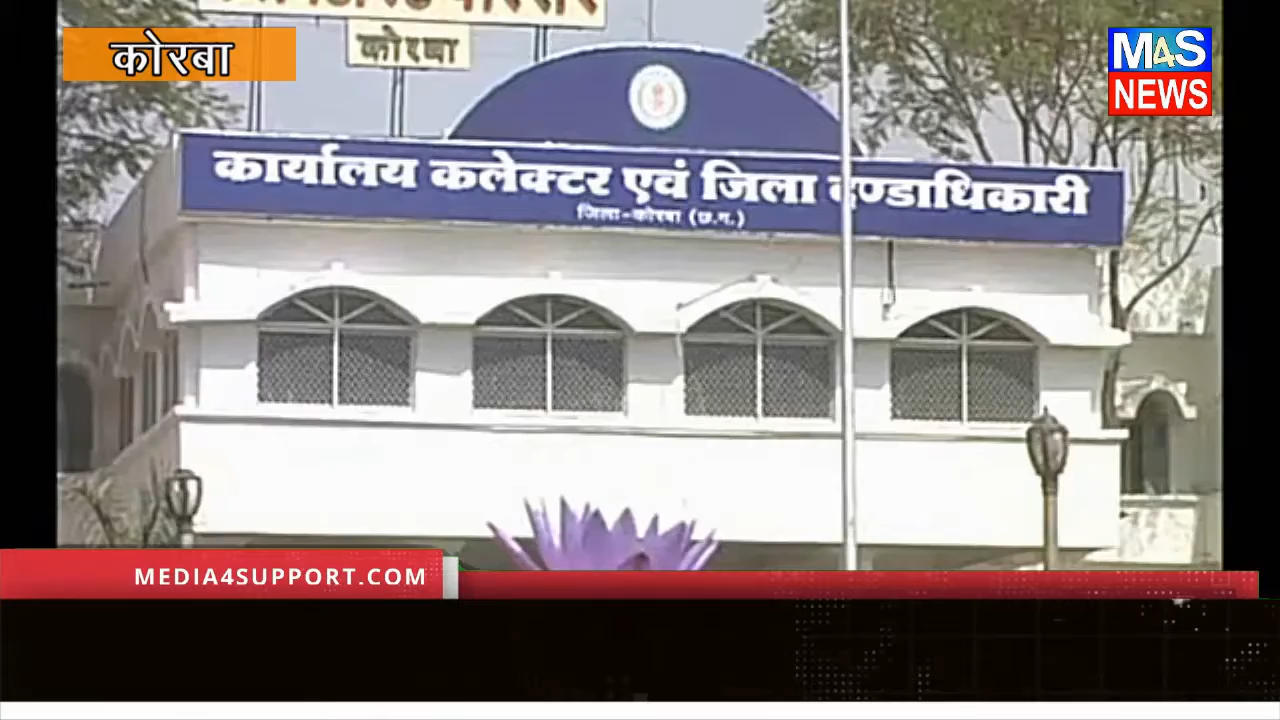 कोरबा
कोरबा
M4S
NEWS
कार्यालय कलेक्टर एवं जिला दण्डाधिकारी
जिला-कोरबा (छ.ग.)
MEDIA4SUPPORT.COM